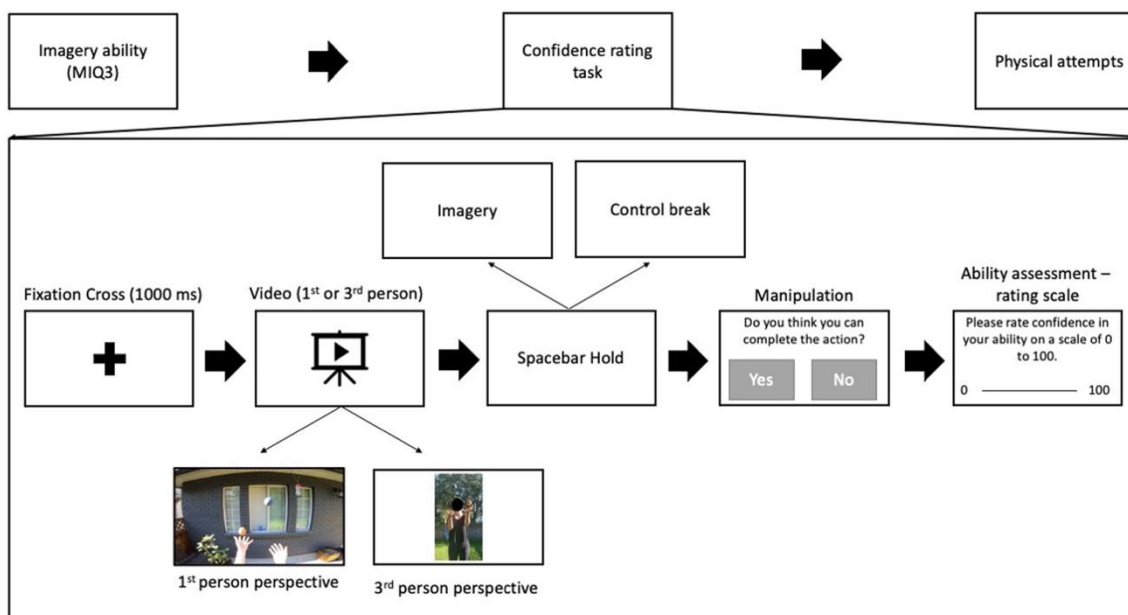 Imagery ability
(MIQ3)
Confidence rating
task
Physical attempts
Imagery
Control break
Fixation Cross (1000 ms)
Video (1st or 3rd person)
Spacebar Hold
Manipulation
Do you think you can
complete the action?
Yes
No
Ability assessment –
rating scale
Please rate confidence in
your ability on a scale of 0
to 100.
0
100
1st person perspective
3rd person perspective